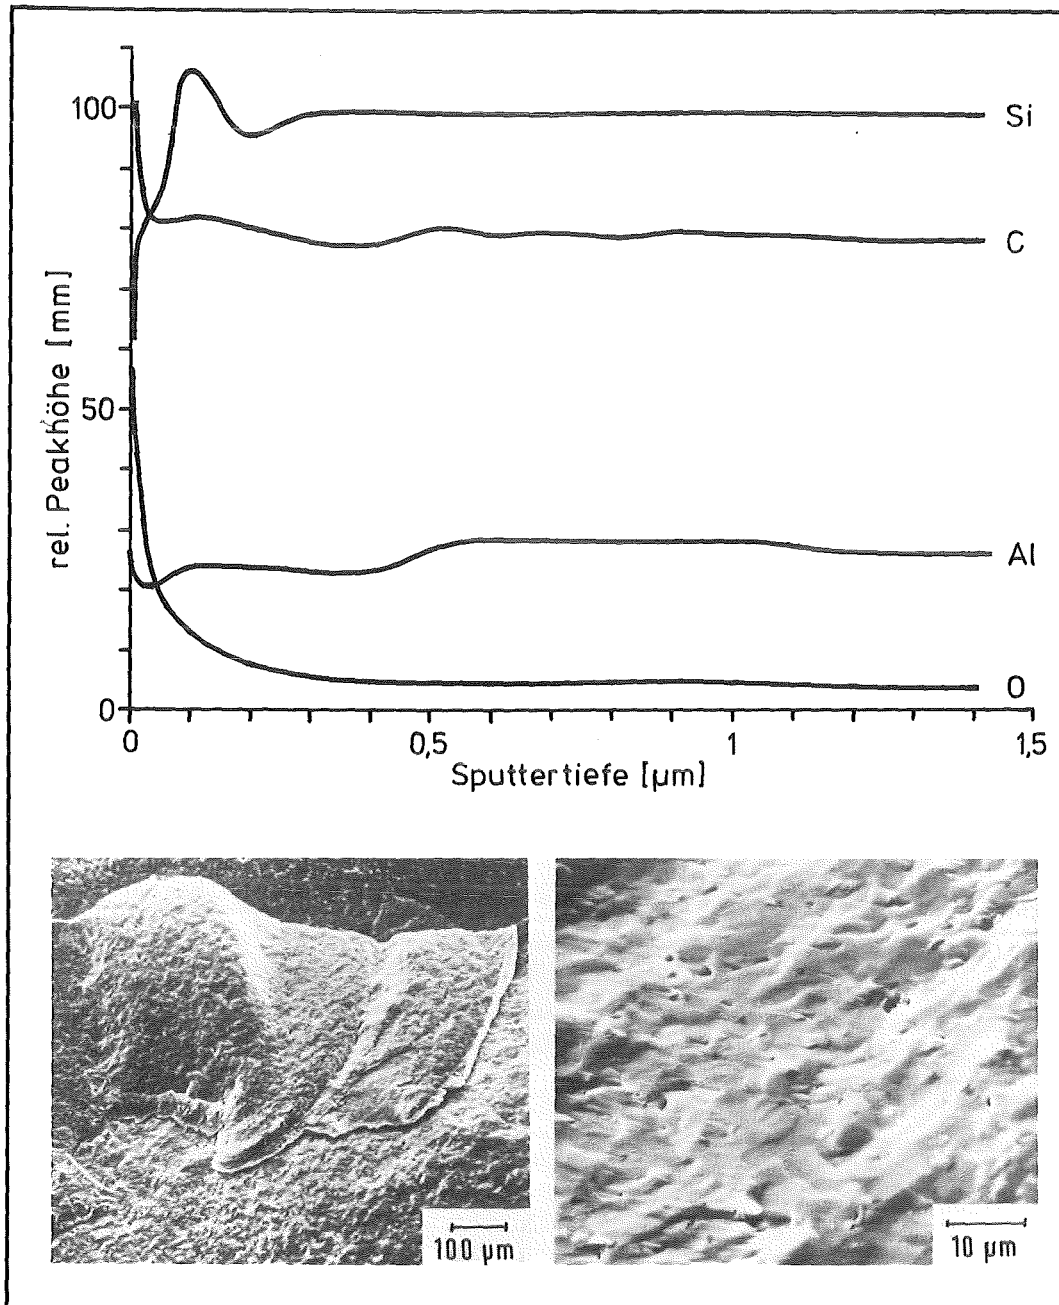 rel. Peakhöhe [mm]
100
50
0
Si
C
Al
O
0
0,5
1
1,5
Sputtertiefe [µm]
100 µm
10 µm